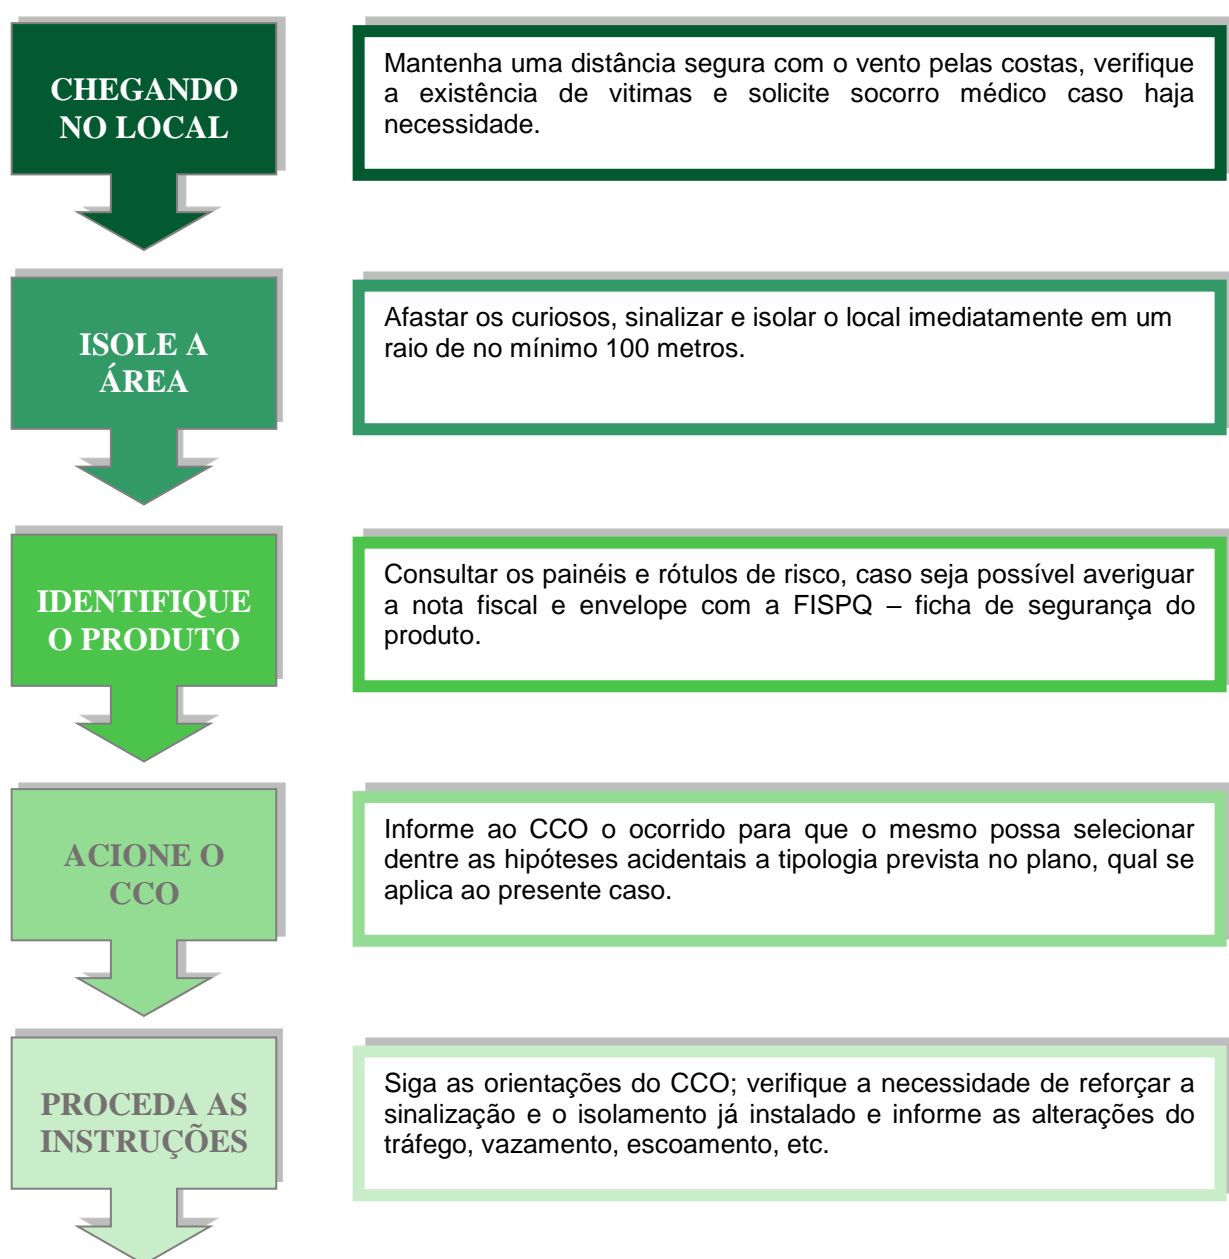 CHEGANDO
NO LOCAL
Mantenha uma distância segura com o vento pelas costas, verifique
a existência de vitimas e solicite socorro médico caso haja
necessidade.
ISOLE A
ÁREA
Afastar os curiosos, sinalizar e isolar o local imediatamente em um
raio de no mínimo 100 metros.
IDENTIFIQUE
O PRODUTO
Consultar os painéis e rótulos de risco, caso seja possível averiguar
a nota fiscal e envelope com a FISPQ – ficha de segurança do
produto.
ACIONE O
CCO
Informe ao CCO o ocorrido para que o mesmo possa selecionar
dentre as hipóteses acidentais a tipologia prevista no plano, qual se
aplica ao presente caso.
PROCEDA AS
INSTRUÇÕES
Siga as orientações do CCO; verifique a necessidade de reforçar a
sinalização e o isolamento já instalado e informe as alterações do
tráfego, vazamento, escoamento, etc.